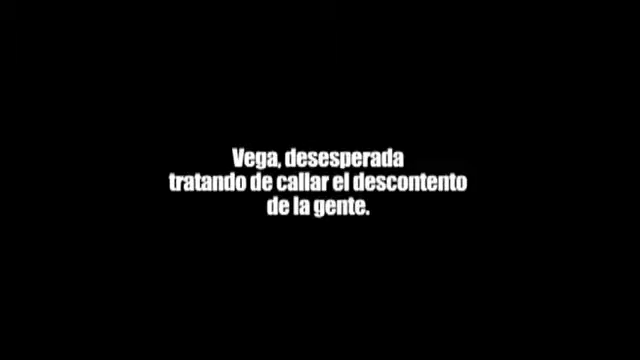 Vega, desesperada
tratando de callar el descontento
de la gente.